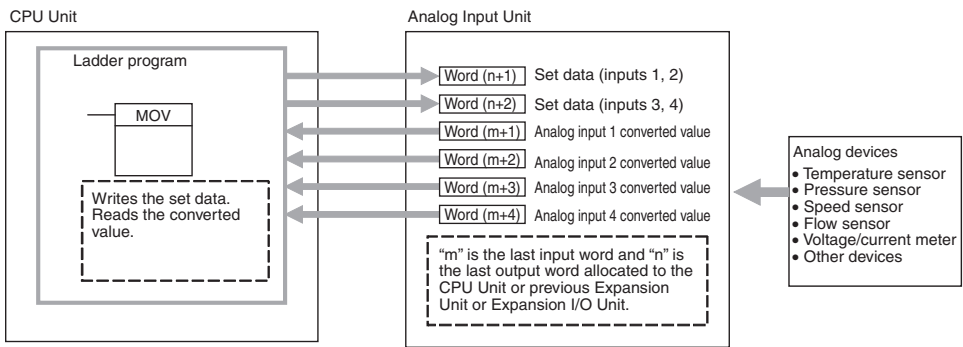 CPU Unit
Analog Input Unit
Ladder program
MOV
Writes the set data.
Reads the converted
value.
Word (n+1) Set data (inputs 1, 2)
Word (n+2) Set data (inputs 3, 4)
Word (m+1) Analog input 1 converted value
Word (m+2) Analog input 2 converted value
Word (m+3) Analog input 3 converted value
Word (m+4) Analog input 4 converted value
“m” is the last input word and “n” is
the last output word allocated to the
CPU Unit or previous Expansion
Unit or Expansion I/O Unit.
Analog devices
• Temperature sensor
• Pressure sensor
• Speed sensor
• Flow sensor
• Voltage/current meter
• Other devices